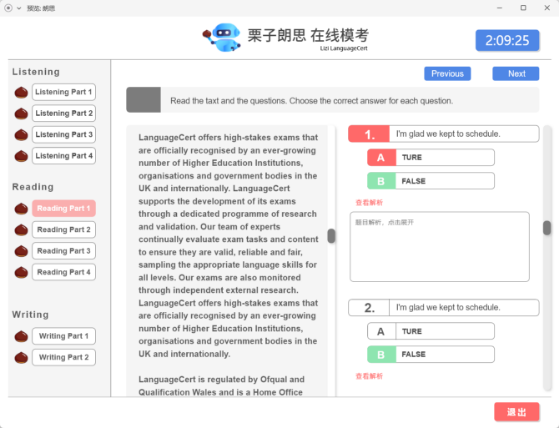 预览: 朗思
栗子朗思 在线模考
Lizi LanguageCert
2:09:25
Listening
Listening Part 1
Listening Part 2
Listening Part 3
Listening Part 4
Reading
Reading Part 1
Reading Part 2
Reading Part 3
Reading Part 4
Writing
Writing Part 1
Writing Part 2
Previous
Next
Read the taxt and the questions. Choose the correct answer for each question.
LanguageCert offers high-stakes exams that
are officially recognised by an ever-growing
number of Higher Education Institutions,
organisations and government bodies in the
UK and internationally. LanguageCert
supports the development of its exams
through a dedicated programme of research
and validation. Our team of experts
continually evaluate exam tasks and content
to ensure they are valid, reliable and fair,
sampling the appropriate language skills for
all levels. Our exams are also monitored
through independent external research.
LanguageCert offers high-stakes exams that
are officially recognised by an ever-growing
number of Higher Education Institutions,
organisations and government bodies in the
UK and internationally.
LanguageCert is regulated by Ofqual and
Qualification Wales and is a Home Office
1.
I'm glad we kept to schedule.
A
TURE
B
FALSE
查看解析
题目解析，点击展开
2.
I'm glad we kept to schedule.
A
TURE
B
FALSE
查看解析
退出